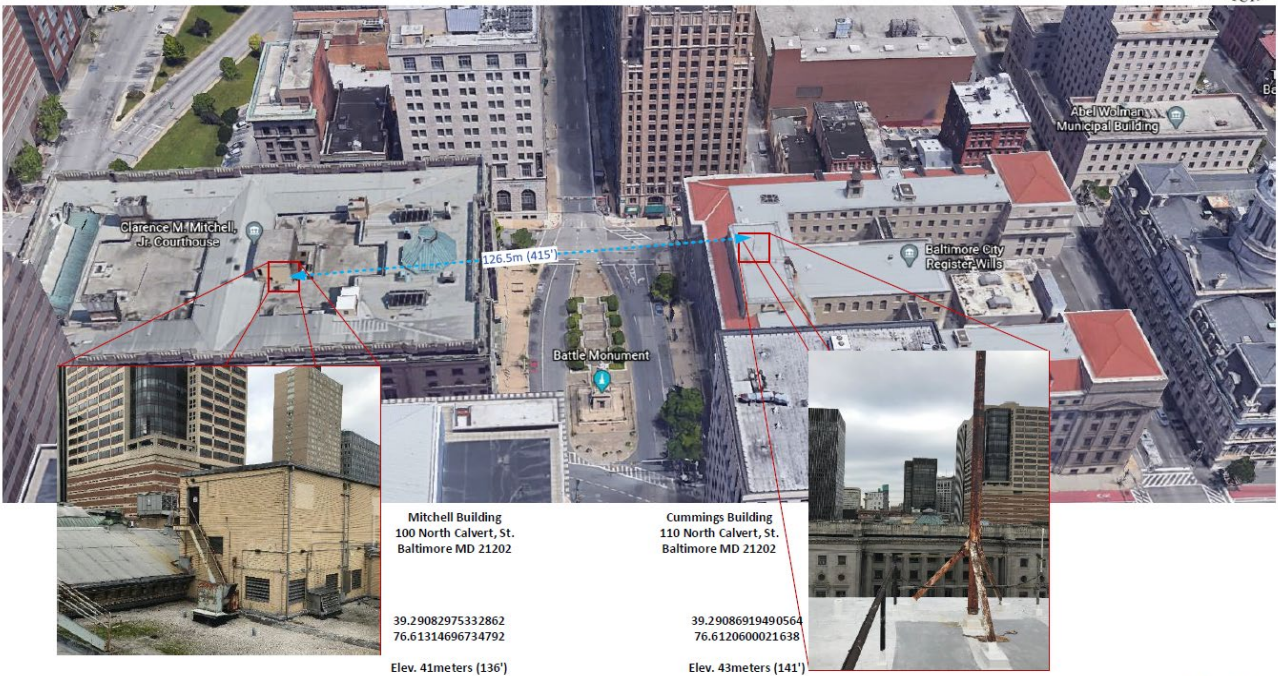 Abel Wolman
Municipal Building
Clarence M. Mitchell,
Jr. Courthouse
126.5m (415')
Baltimore City
Register-Wills
Battle Monument
Mitchell Building
100 North Calvert, St.
Baltimore MD 21202
39.29082975332862
76.61314696734792
Elev. 41meters (136')
Cummings Building
110 North Calvert, St.
Baltimore MD 21202
39.29086919490564
76.6120600021638
Elev. 43meters (141')